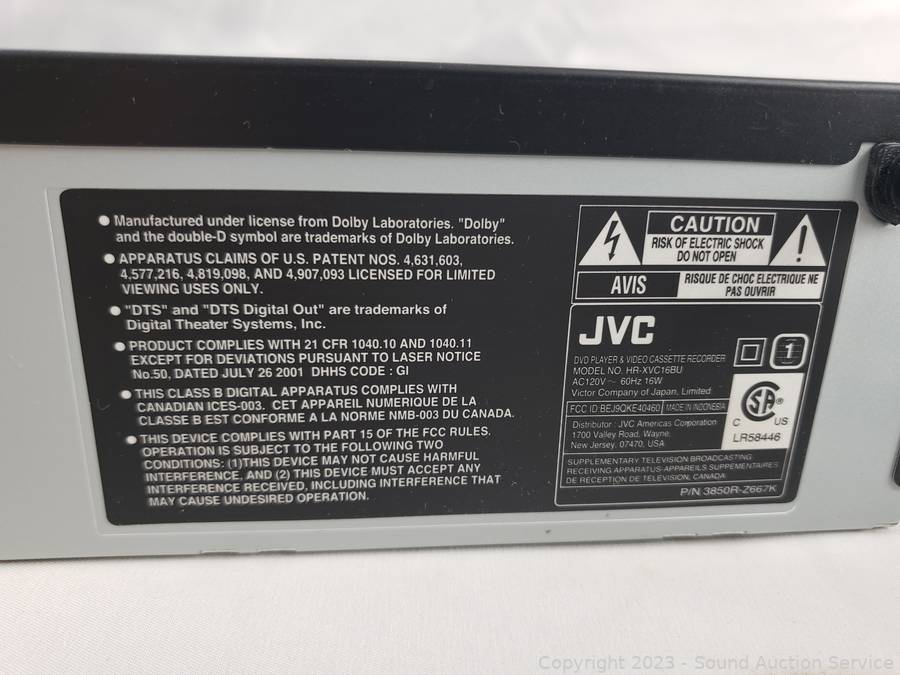 ● Manufactured under license from Dolby Laboratories. "Dolby"
and the double-D symbol are trademarks of Dolby Laboratories.
● APPARATUS CLAIMS OF U.S. PATENT NOS. 4,631,603,
4,577,216, 4,819,098, AND 4,907,093 LICENSED FOR LIMITED
VIEWING USES ONLY.
● "DTS" and "DTS Digital Out" are trademarks of
Digital Theater Systems, Inc.
● PRODUCT COMPLIES WITH 21 CFR 1040.10 AND 1040.11
EXCEPT FOR DEVIATIONS PURSUANT TO LASER NOTICE
No.50, DATED JULY 26 2001 DHHS CODE : GI
● THIS CLASS B DIGITAL APPARATUS COMPLIES WITH
CANADIAN ICES-003. CET APPAREIL NUMERIQUE DE LA
CLASSE B EST CONFORME A LA NORME NMB-003 DU CANADA.
● THIS DEVICE COMPLIES WITH PART 15 OF THE FCC RULES.
OPERATION IS SUBJECT TO THE FOLLOWING TWO
CONDITIONS: (1)THIS DEVICE MAY NOT CAUSE HARMFUL
INTERFERENCE, AND (2) THIS DEVICE MUST ACCEPT ANY
INTERFERENCE RECEIVED, INCLUDING INTERFERENCE THAT
MAY CAUSE UNDESIRED OPERATION.
CAUTION
RISK OF ELECTRIC SHOCK
DO NOT OPEN
!
AVIS
RISQUE DE CHOC ELECTRIQUE NE
PAS OUVRIR
JVC
DVD PLAYER & VIDEO CASSETTE RECORDER
MODEL NO. HR-XVC16BU
AC120V ~ 60Hz 16W
Victor Company of Japan, Limited
1
FCC ID:BEJ9QKE40460 MADE IN INDONESIA
Distributor : JVC Americas Corporation
1700 Valley Road, Wayne,
New Jersey, 07470, USA
SA
C US
LR58446
SUPPLEMENTARY TELEVISION BROADCASTING
RECEIVING APPARATUS-APPAREILS SUPPLEMENTAIRES
DE RECEPTION DE TELEVISION, CANADA
P/N 3850R-Z667K
Copyright 2023 - Sound Auction Service